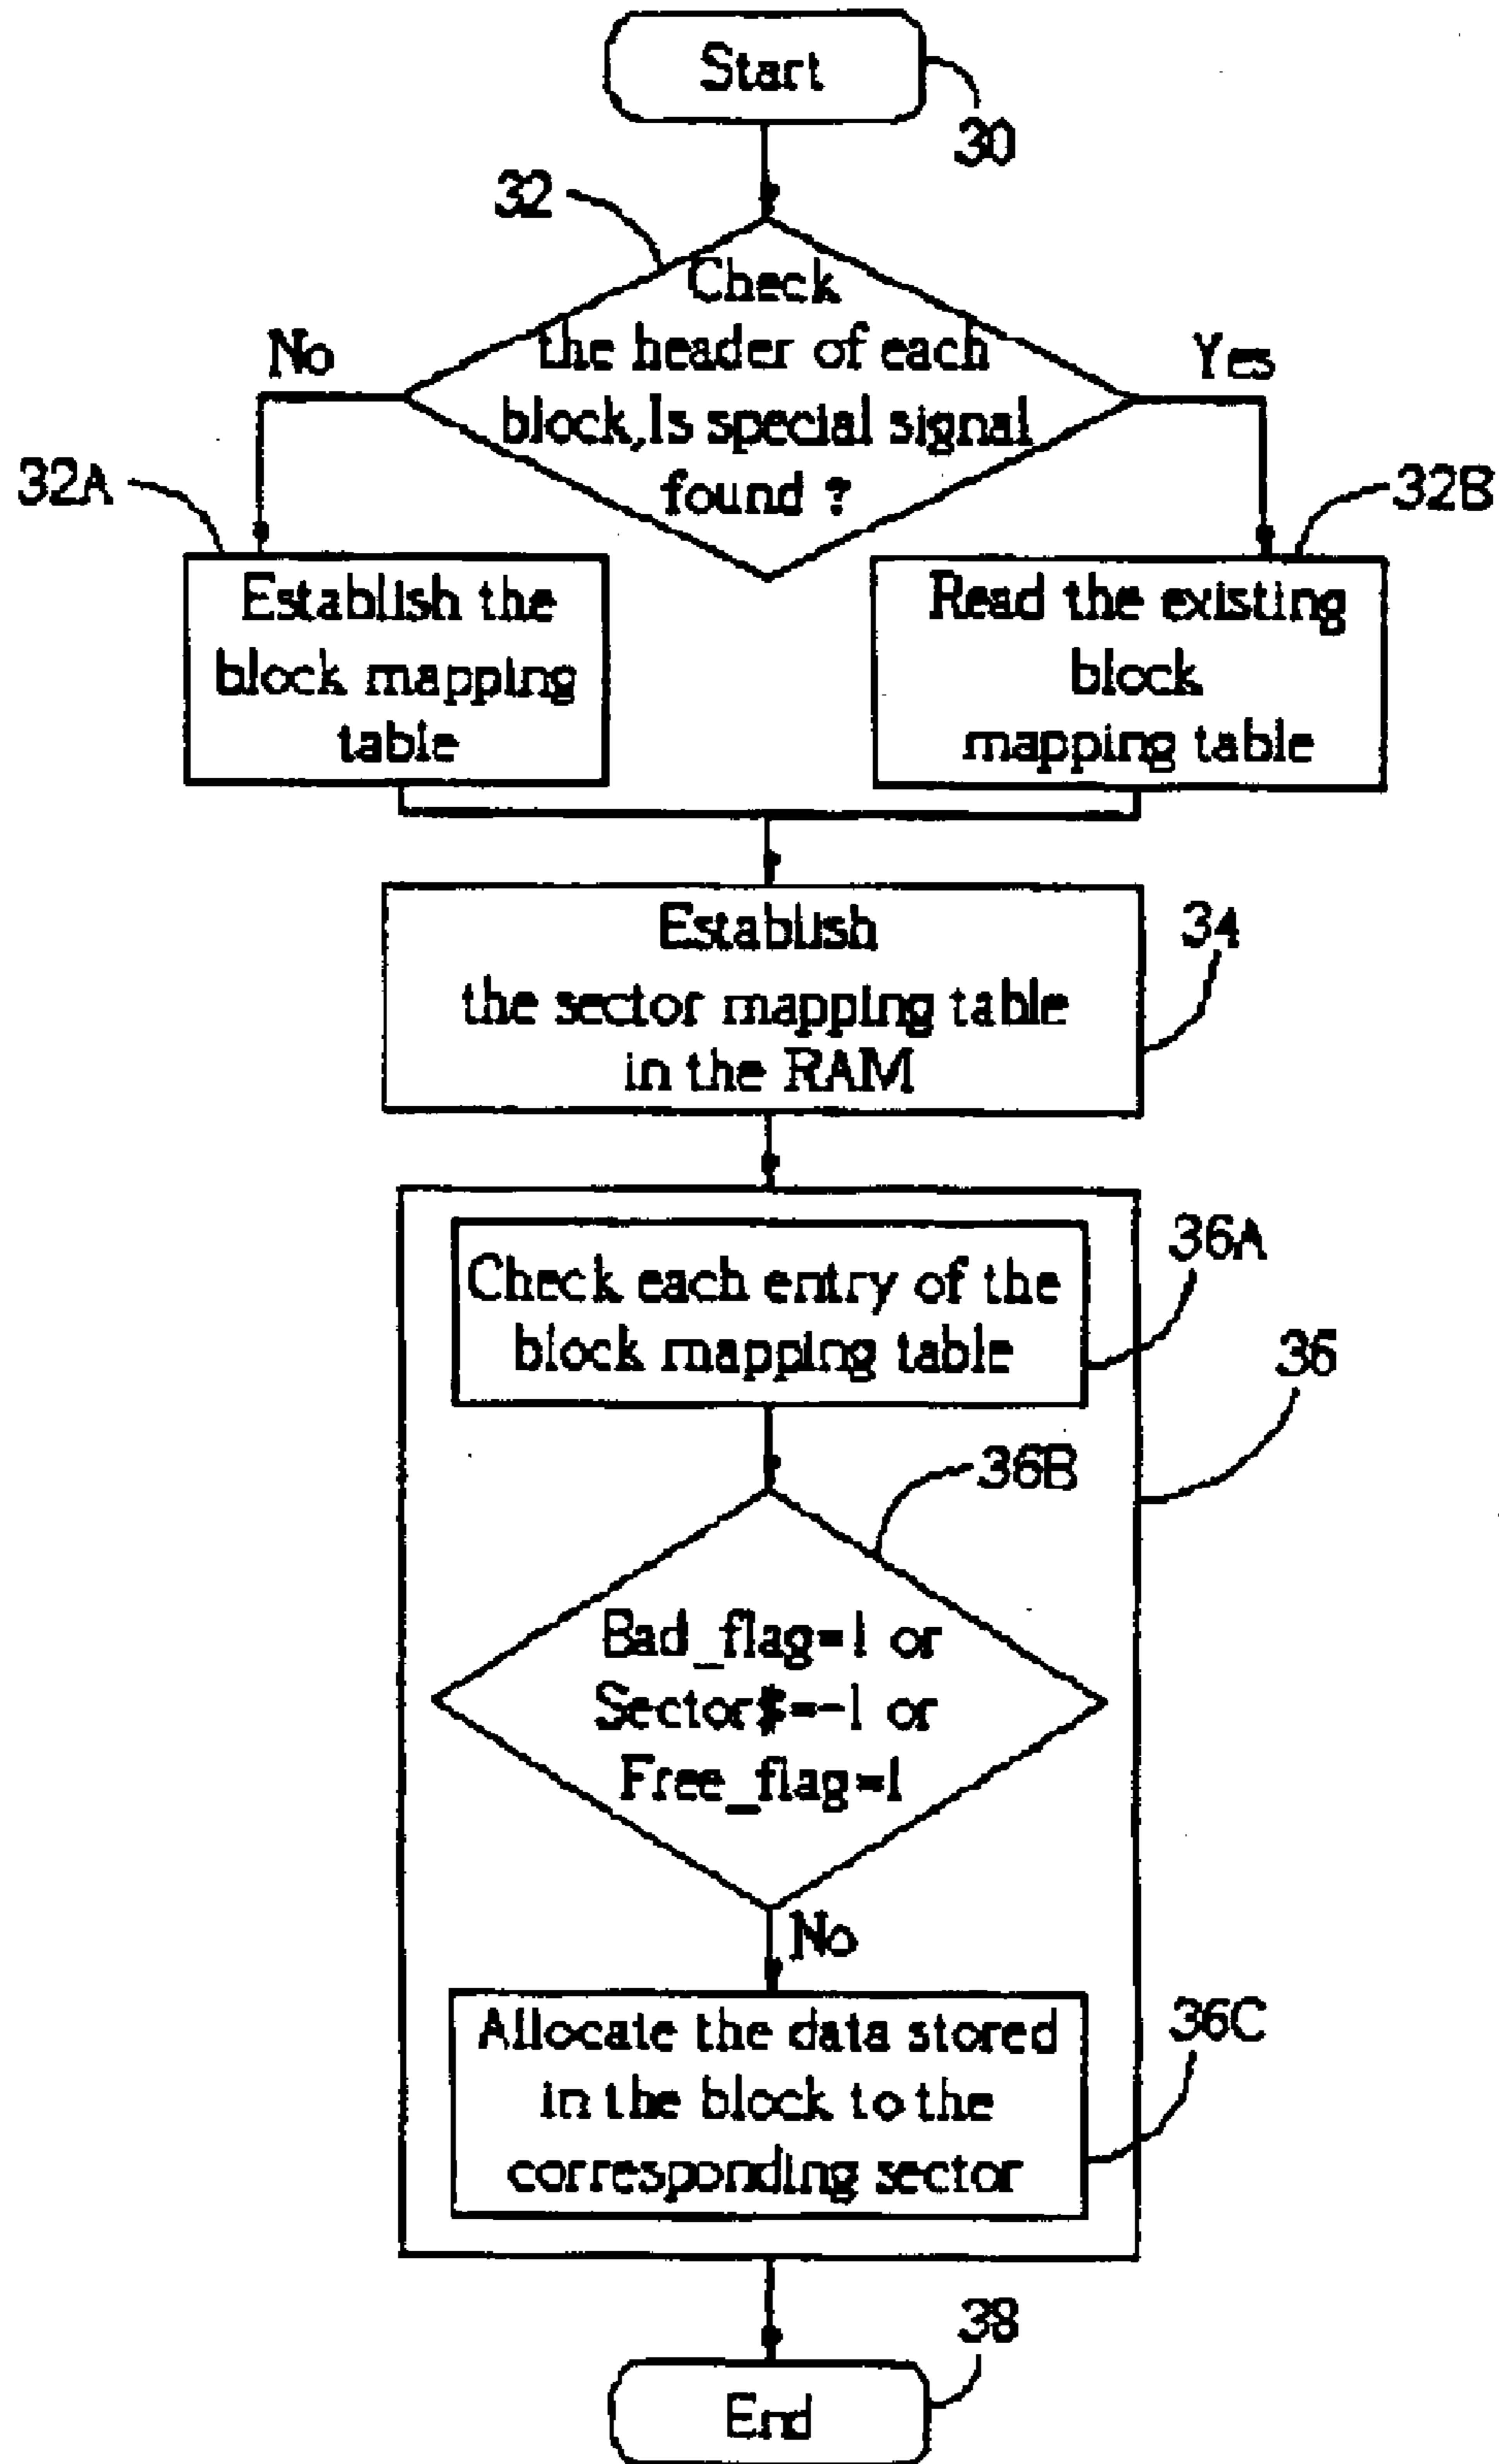 Start
30
32
Check
the header of each
block,Is special signal
found ?
No
Yes
32A
32B
Establish the
block mapping
table
Read the existing
block
mapping table
Establish
the sector mapping table
in the RAM
34
36A
Check each entry of the
block mapping table
36
36B
Bad_flag=1 or
Sector#=-1 or
Free_flag=1
No
Allocate the data stored
in the block to the
corresponding sector
36C
38
End